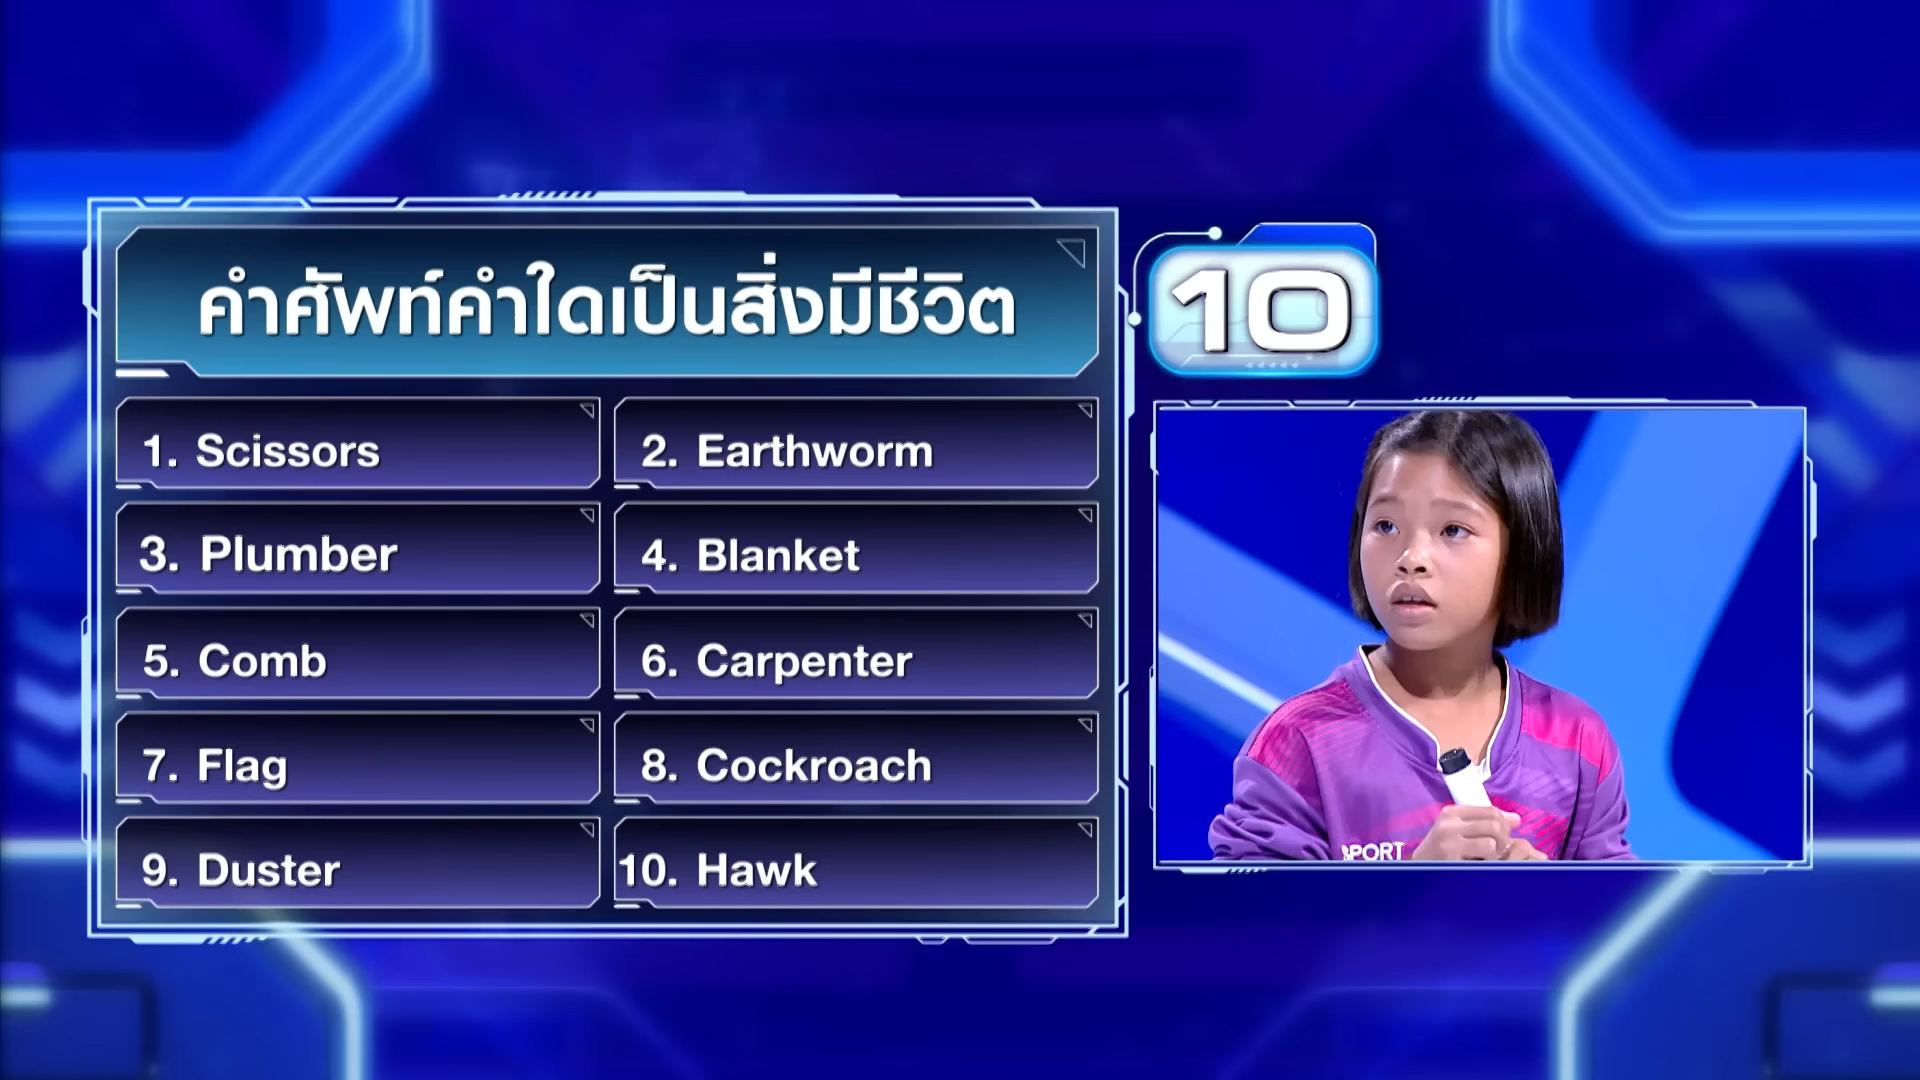 คำศัพท์คำใดเป็นสิ่งมีชีวิต
10
1. Scissors
2. Earthworm
3. Plumber
4. Blanket
5. Comb
6. Carpenter
7. Flag
8. Cockroach
9. Duster
10. Hawk
SPORT